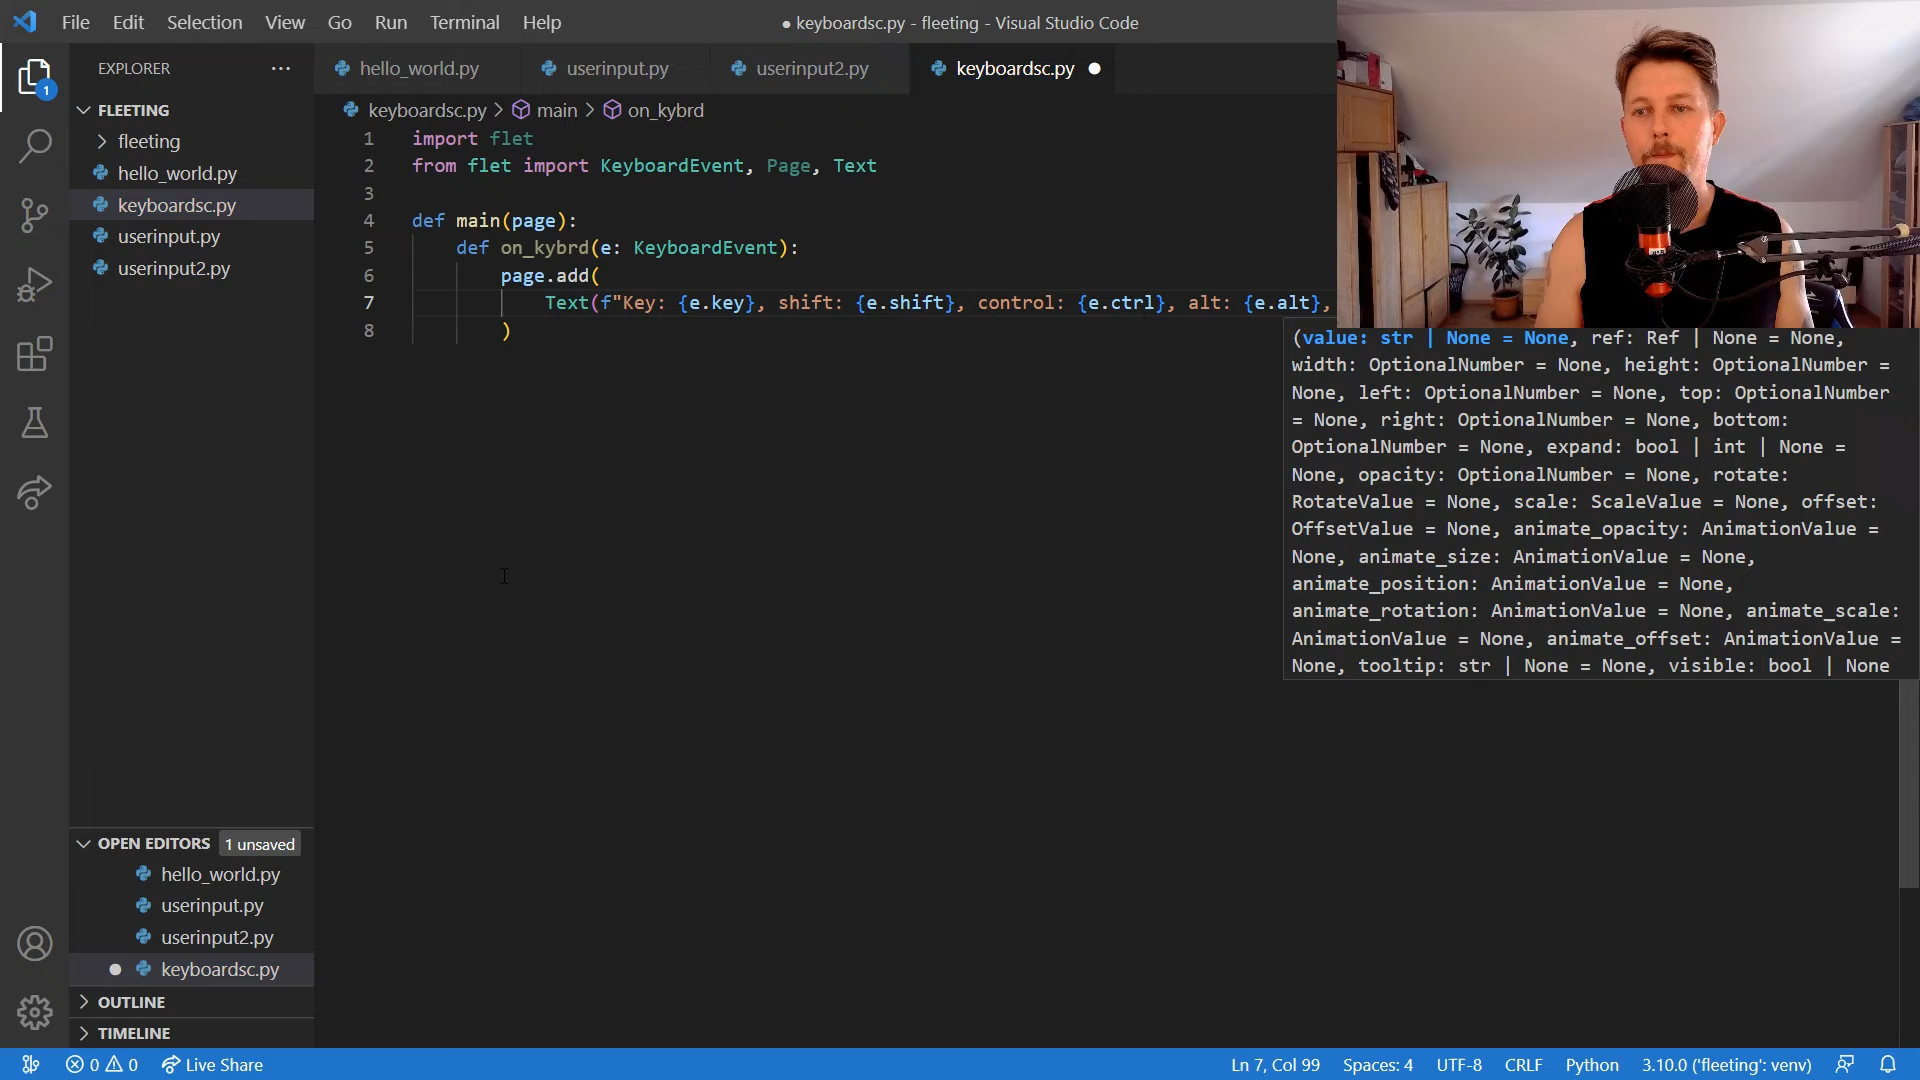 File Edit Selection View Go Run Terminal Help
● keyboardsc.py - fleeting - Visual Studio Code
EXPLORER
hello_world.py userinput.py userinput2.py keyboardsc.py
1
FLEETING
fleeting
hello_world.py
keyboardsc.py
userinput.py
userinput2.py
keyboardsc.py > main > on_kybrd
1 import flet
2 from flet import KeyboardEvent, Page, Text
3
4 def main(page):
5 def on_kybrd(e: KeyboardEvent):
6 page.add(
7 Text(f"Key: {e.key}, shift: {e.shift}, control: {e.ctrl}, alt: {e.alt},
8 )
(value: str | None = None, ref: Ref | None = None,
width: OptionalNumber = None, height: OptionalNumber =
None, left: OptionalNumber = None, top: OptionalNumber
= None, right: OptionalNumber = None, bottom:
OptionalNumber = None, expand: bool | int | None =
None, opacity: OptionalNumber = None, rotate:
RotateValue = None, scale: ScaleValue = None, offset:
OffsetValue = None, animate_opacity: AnimationValue =
None, animate_size: AnimationValue = None,
animate_position: AnimationValue = None,
animate_rotation: AnimationValue = None, animate_scale:
AnimationValue = None, animate_offset: AnimationValue =
None, tooltip: str | None = None, visible: bool | None
OPEN EDITORS 1 unsaved
hello_world.py
userinput.py
userinput2.py
keyboardsc.py
OUTLINE
TIMELINE
0 0 Live Share
Ln 7, Col 99 Spaces: 4 UTF-8 CRLF Python 3.10.0 ('fleeting': venv)